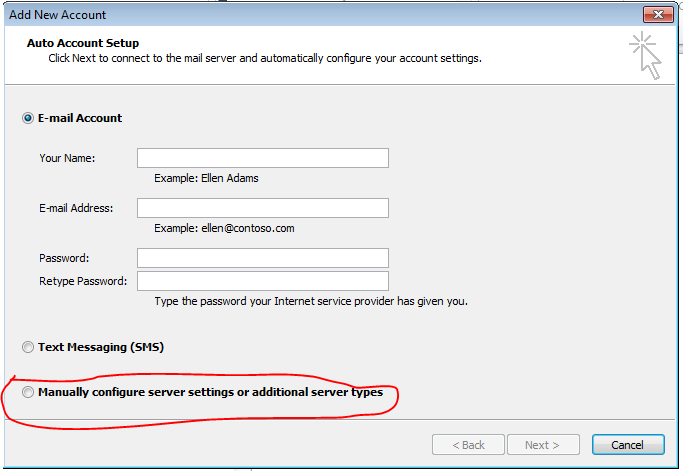 Add New Account
Auto Account Setup
Click Next to connect to the mail server and automatically configure your account settings.
E-mail Account
Your Name:
Example: Ellen Adams
E-mail Address:
Example: ellen@contoso.com
Password:
Retype Password:
Type the password your Internet service provider has given you.
Text Messaging (SMS)
Manually configure server settings or additional server types
< Back
Next >
Cancel